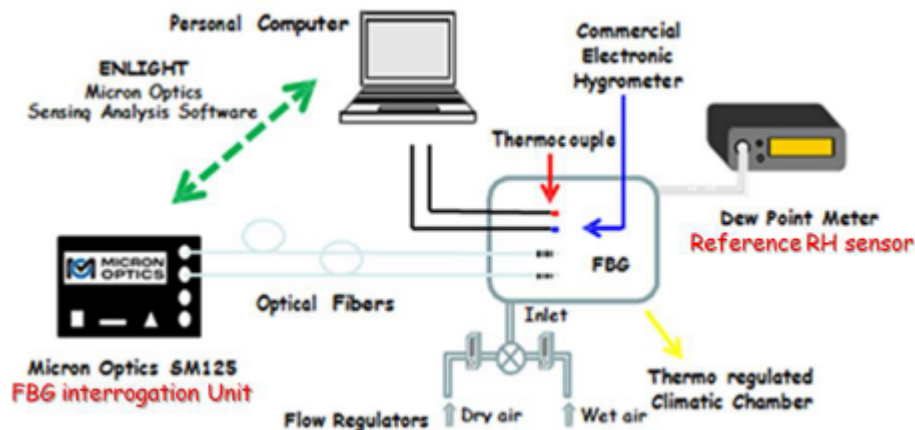 Personal Computer
ENLIGHT
Micron Optics
Sensing Analysis Software
Commercial
Electronic
Hygrometer
Thermocouple
Dew Point Meter
Reference RH sensor
MICRON
OPTICS
FBG
Optical Fibers
Inlet
Micron Optics SM125
FBG interrogation Unit
Thermo regulated
Climatic Chamber
Flow Regulators
Dry air
Wet air